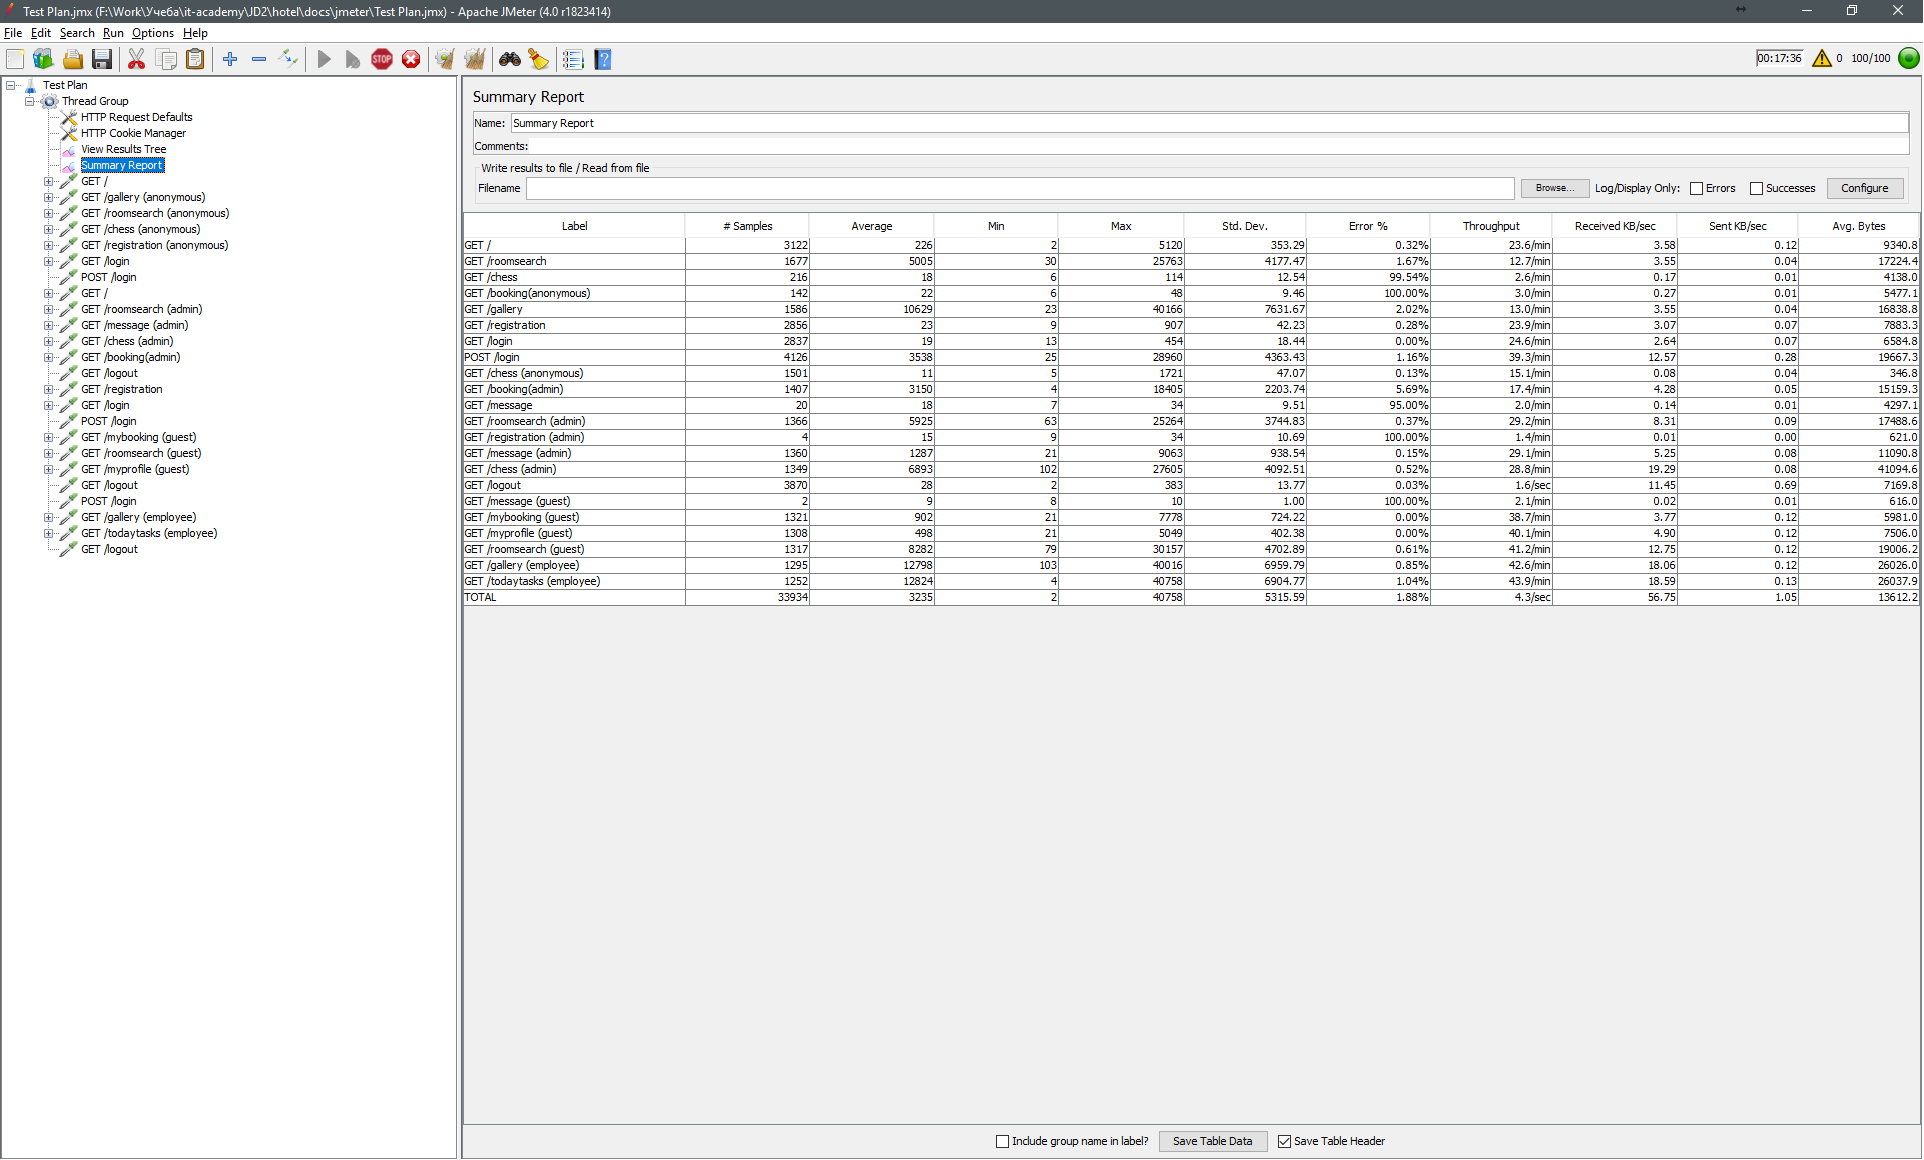 Test Plan.jmx (F:\Work\Учеба\it-academy\JD2\hotel\docs\jmeter\Test Plan.jmx) - Apache JMeter (4.0 r1823414)
File Edit Search Run Options Help
STOP
00:17:36 0 100/100
Test Plan
Thread Group
HTTP Request Defaults
HTTP Cookie Manager
View Results Tree
Summary Report
GET /
GET /gallery (anonymous)
GET /roomsearch (anonymous)
GET /chess (anonymous)
GET /registration (anonymous)
GET /login
POST /login
GET /
GET /roomsearch (admin)
GET /message (admin)
GET /chess (admin)
GET /booking(admin)
GET /logout
GET /registration
GET /login
POST /login
GET /mybooking (guest)
GET /roomsearch (guest)
GET /myprofile (guest)
GET /logout
POST /login
GET /gallery (employee)
GET /todaytasks (employee)
GET /logout
Summary Report
Name: Summary Report
Comments:
Write results to file / Read from file
Filename Browse... Log/Display Only: Errors Successes Configure
Label # Samples Average Min Max Std. Dev. Error % Throughput Received KB/sec Sent KB/sec Avg. Bytes
GET / 3122 226 2 5120 353.29 0.32% 23.6/min 3.58 0.12 9340.8
GET /roomsearch 1677 5005 30 25763 4177.47 1.67% 12.7/min 3.55 0.04 17224.4
GET /chess 216 18 6 114 12.54 99.54% 2.6/min 0.17 0.01 4138.0
GET /booking(anonymous) 142 22 6 48 9.46 100.00% 3.0/min 0.27 0.01 5477.1
GET /gallery 1586 10629 23 40166 7631.67 2.02% 13.0/min 3.55 0.04 16838.8
GET /registration 2856 23 9 907 42.23 0.28% 23.9/min 3.07 0.07 7883.3
GET /login 2837 19 13 454 18.44 0.00% 24.6/min 2.64 0.07 6584.8
POST /login 4126 3538 25 28960 4363.43 1.16% 39.3/min 12.57 0.28 19667.3
GET /chess (anonymous) 1501 11 5 1721 47.07 0.13% 15.1/min 0.08 0.04 346.8
GET /booking(admin) 1407 3150 4 18405 2203.74 5.69% 17.4/min 4.28 0.05 15159.3
GET /message 20 18 7 34 9.51 95.00% 2.0/min 0.14 0.01 4297.1
GET /roomsearch (admin) 1366 5925 63 25264 3744.83 0.37% 29.2/min 8.31 0.09 17488.6
GET /registration (admin) 4 15 9 34 10.69 100.00% 1.4/min 0.01 0.00 621.0
GET /message (admin) 1360 1287 21 9063 938.54 0.15% 29.1/min 5.25 0.08 11090.8
GET /chess (admin) 1349 6893 102 27605 4092.51 0.52% 28.8/min 19.29 0.08 41094.6
GET /logout 3870 28 2 383 13.77 0.03% 1.6/sec 11.45 0.69 7169.8
GET /message (guest) 2 9 8 10 1.00 100.00% 2.1/min 0.02 0.01 616.0
GET /mybooking (guest) 1321 902 21 7778 724.22 0.00% 38.7/min 3.77 0.12 5981.0
GET /myprofile (guest) 1308 498 21 5049 402.38 0.00% 40.1/min 4.90 0.12 7506.0
GET /roomsearch (guest) 1317 8282 79 30157 4702.89 0.61% 41.2/min 12.75 0.12 19006.2
GET /gallery (employee) 1295 12798 103 40016 6959.79 0.85% 42.6/min 18.06 0.12 26026.0
GET /todaytasks (employee) 1252 12824 4 40758 6904.77 1.04% 43.9/min 18.59 0.13 26037.9
TOTAL 33934 3235 2 40758 5315.59 1.88% 4.3/sec 56.75 1.05 13612.2
Include group name in label? Save Table Data Save Table Header